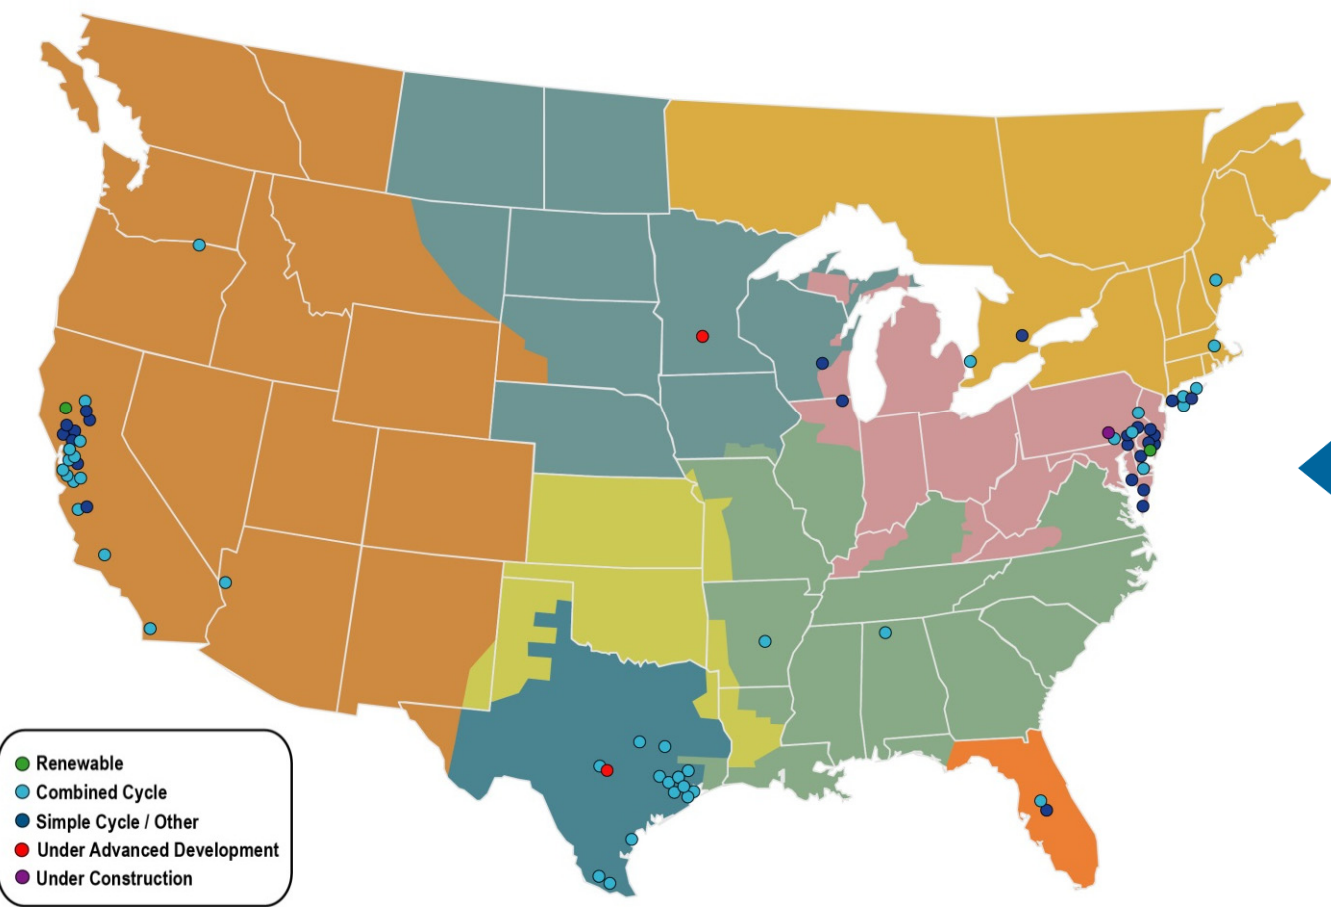 Renewable
Combined Cycle
Simple Cycle / Other
Under Advanced Development
Under Construction